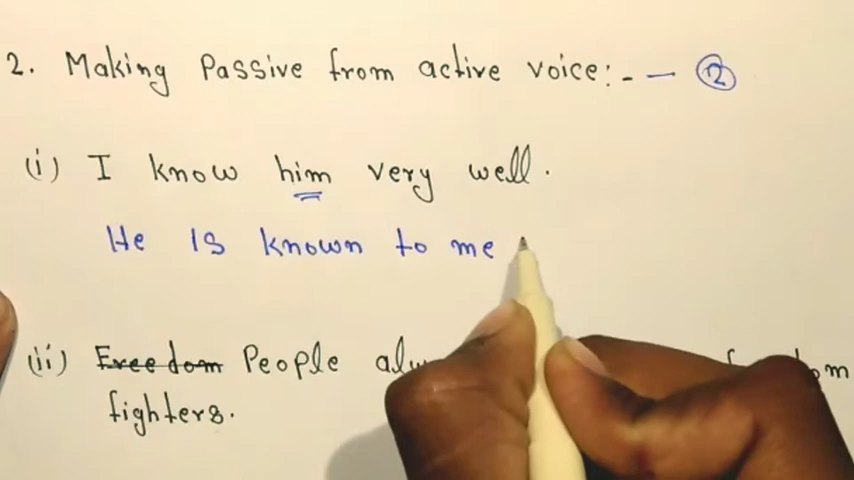 2. Making Passive from active voice:- — 2
(i) I know him very well.
He is known to me
(ii) Freedom People
fighters.